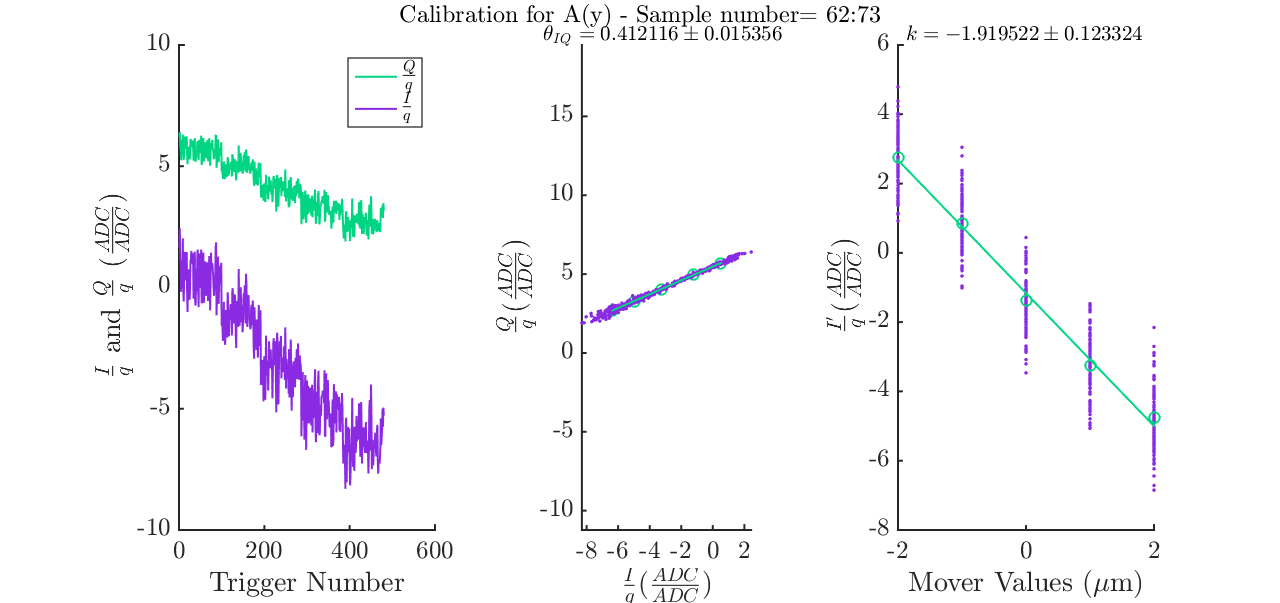 Calibration for A(y) - Sample number= 62:73
θ_IQ = 0.412116 ± 0.015356
k = −1.919522 ± 0.123324
10
5
0
-5
-10
0 200 400 600
Trigger Number
I/q and Q/q (ADC/ADC)
Q/q
I/q
15
10
5
0
-5
-10
-8 -6 -4 -2 0 2
I/q (ADC/ADC)
Q/q (ADC/ADC)
6
4
2
0
-2
-4
-6
-8
-2 0 2
Mover Values (μm)
I'/q (ADC/ADC)